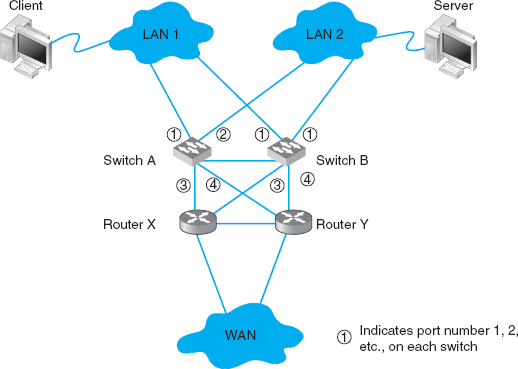 Client
Server
LAN 1
LAN 2
① ② ① ①
Switch A
Switch B
③ ④ ③ ④
Router X
Router Y
WAN
① Indicates port number 1, 2,
etc., on each switch